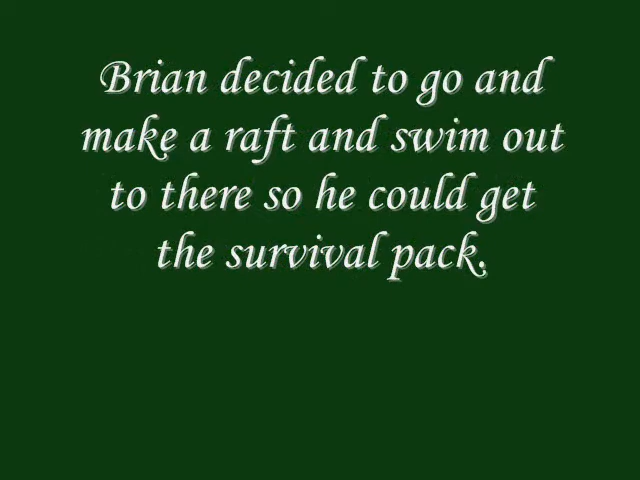 Brian decided to go and
make a raft and swim out
to there so he could get
the survival pack.